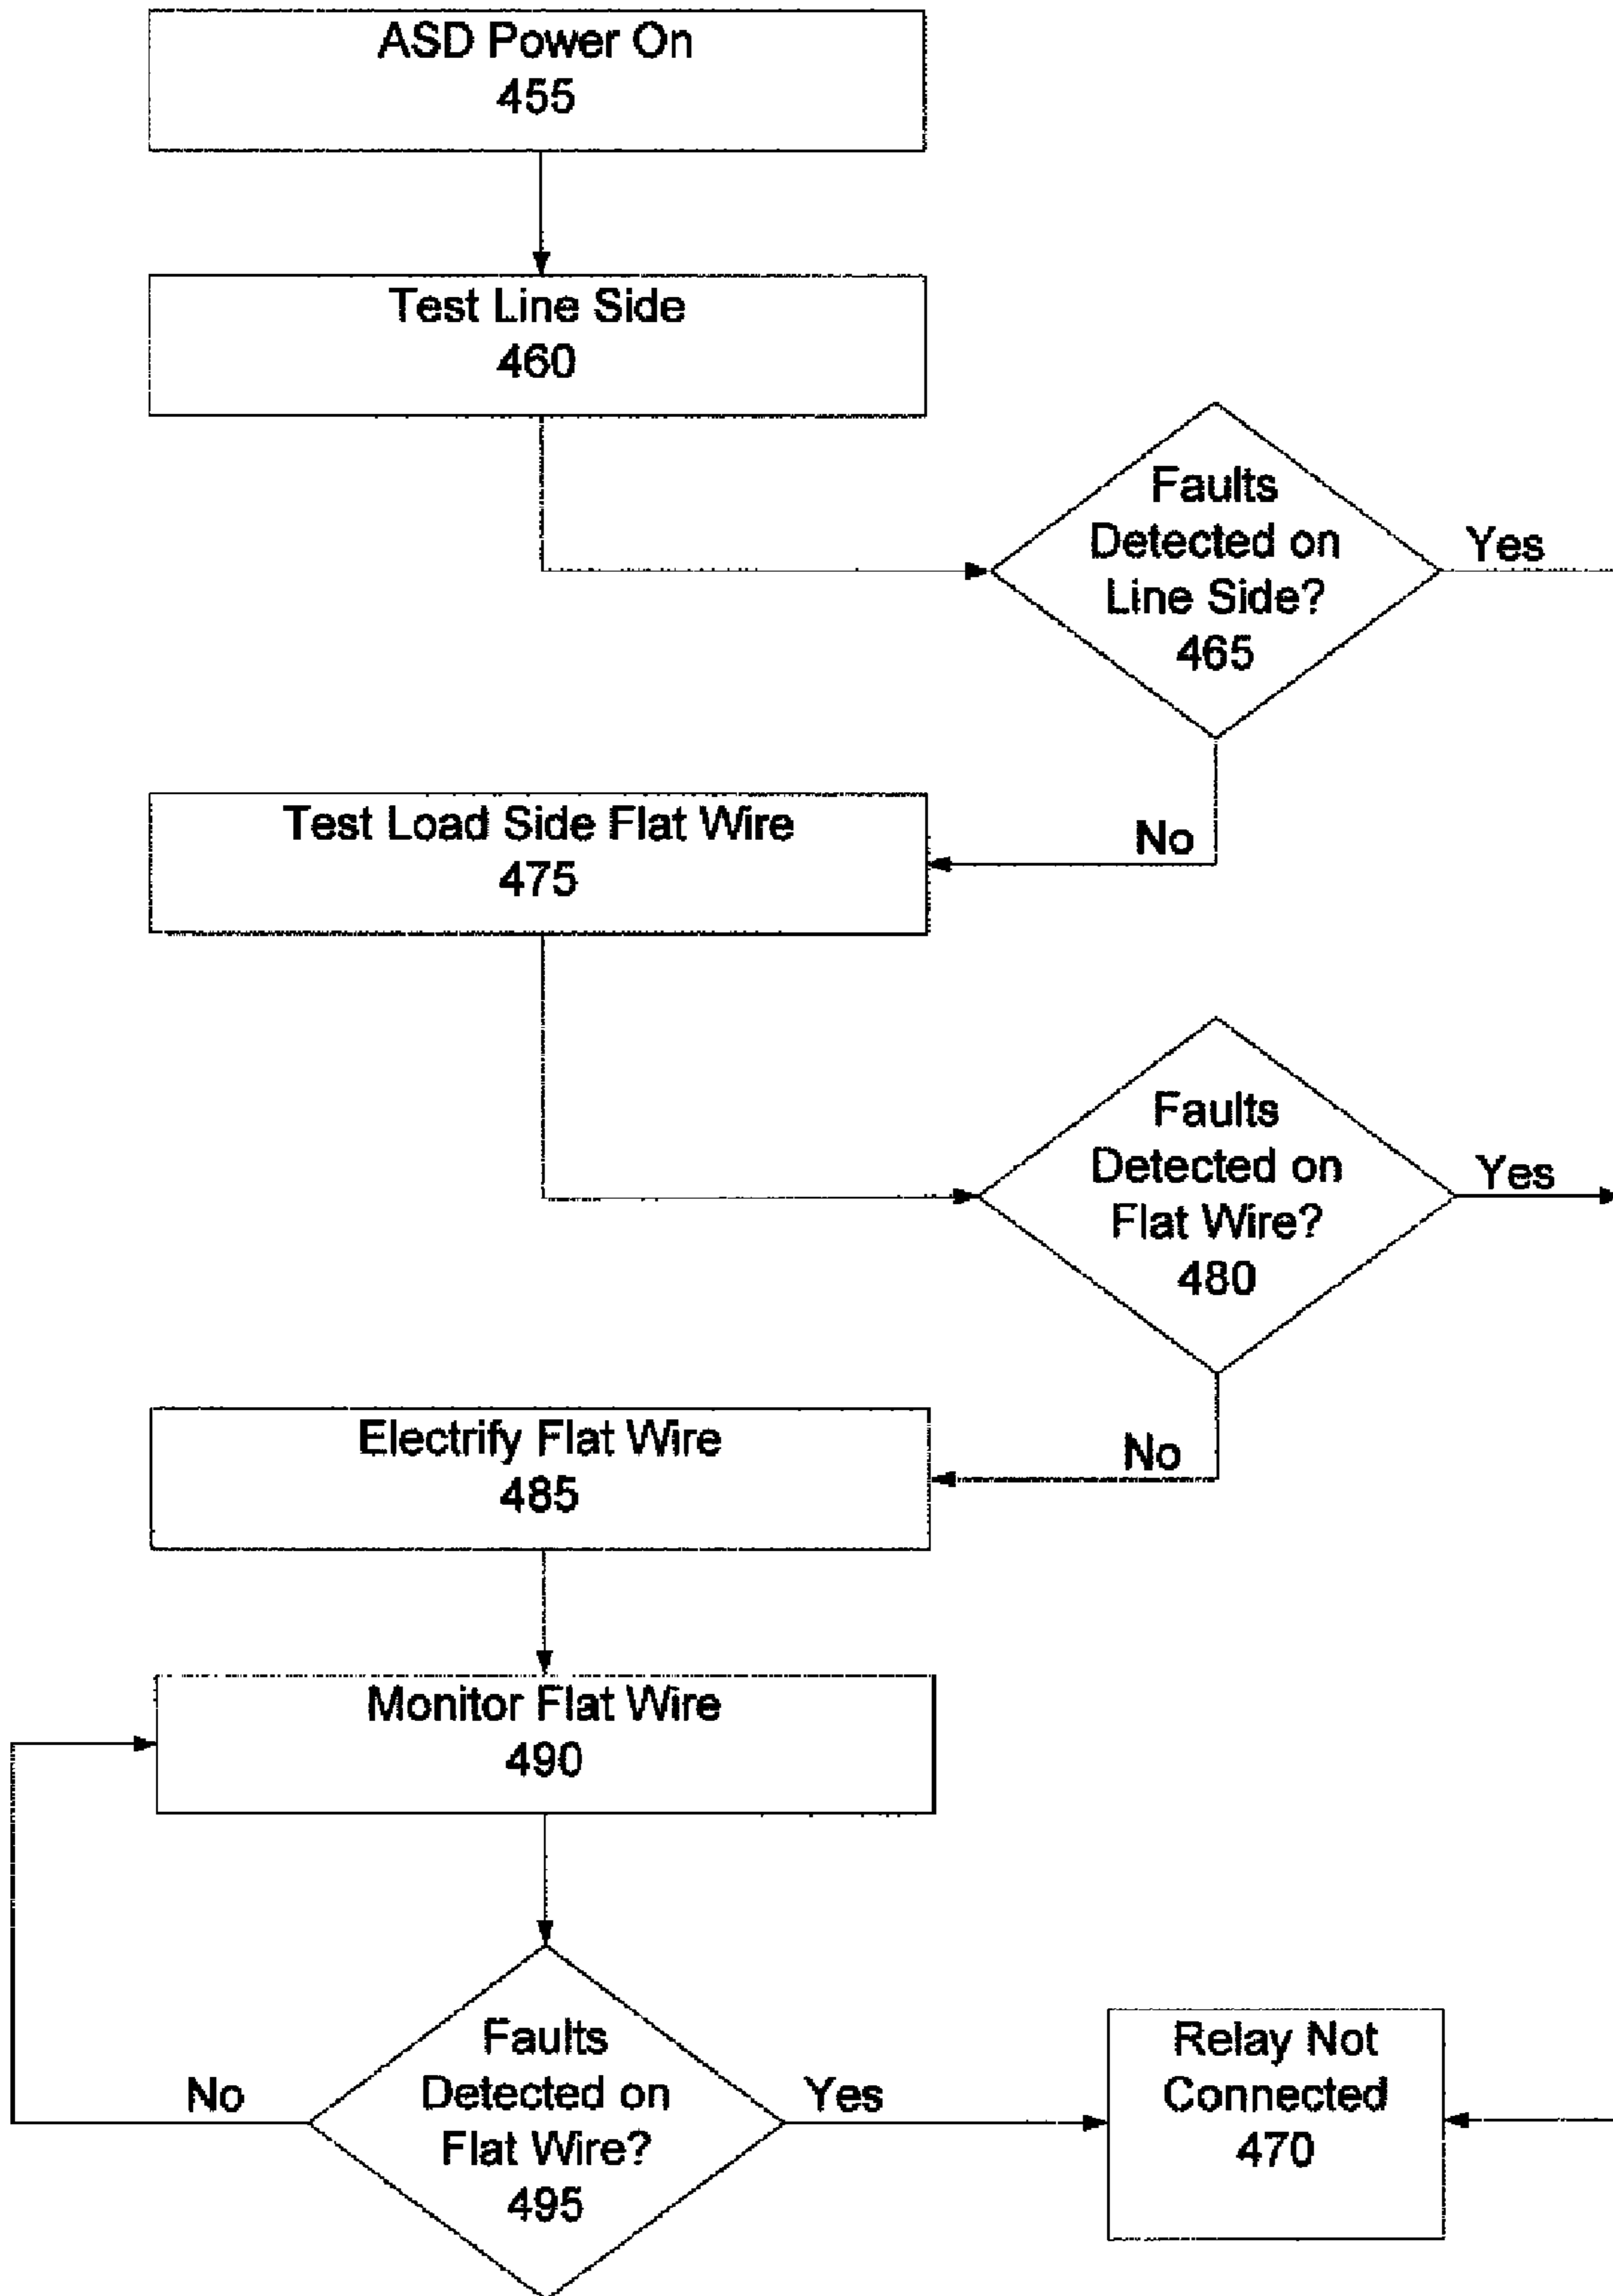 ASD Power On
455
Test Line Side
460
Faults
Detected on
Line Side?
465
Yes
No
Test Load Side Flat Wire
475
Faults
Detected on
Flat Wire?
480
Yes
No
Electrify Flat Wire
485
Monitor Flat Wire
490
Faults
Detected on
Flat Wire?
495
No
Yes
Relay Not
Connected
470